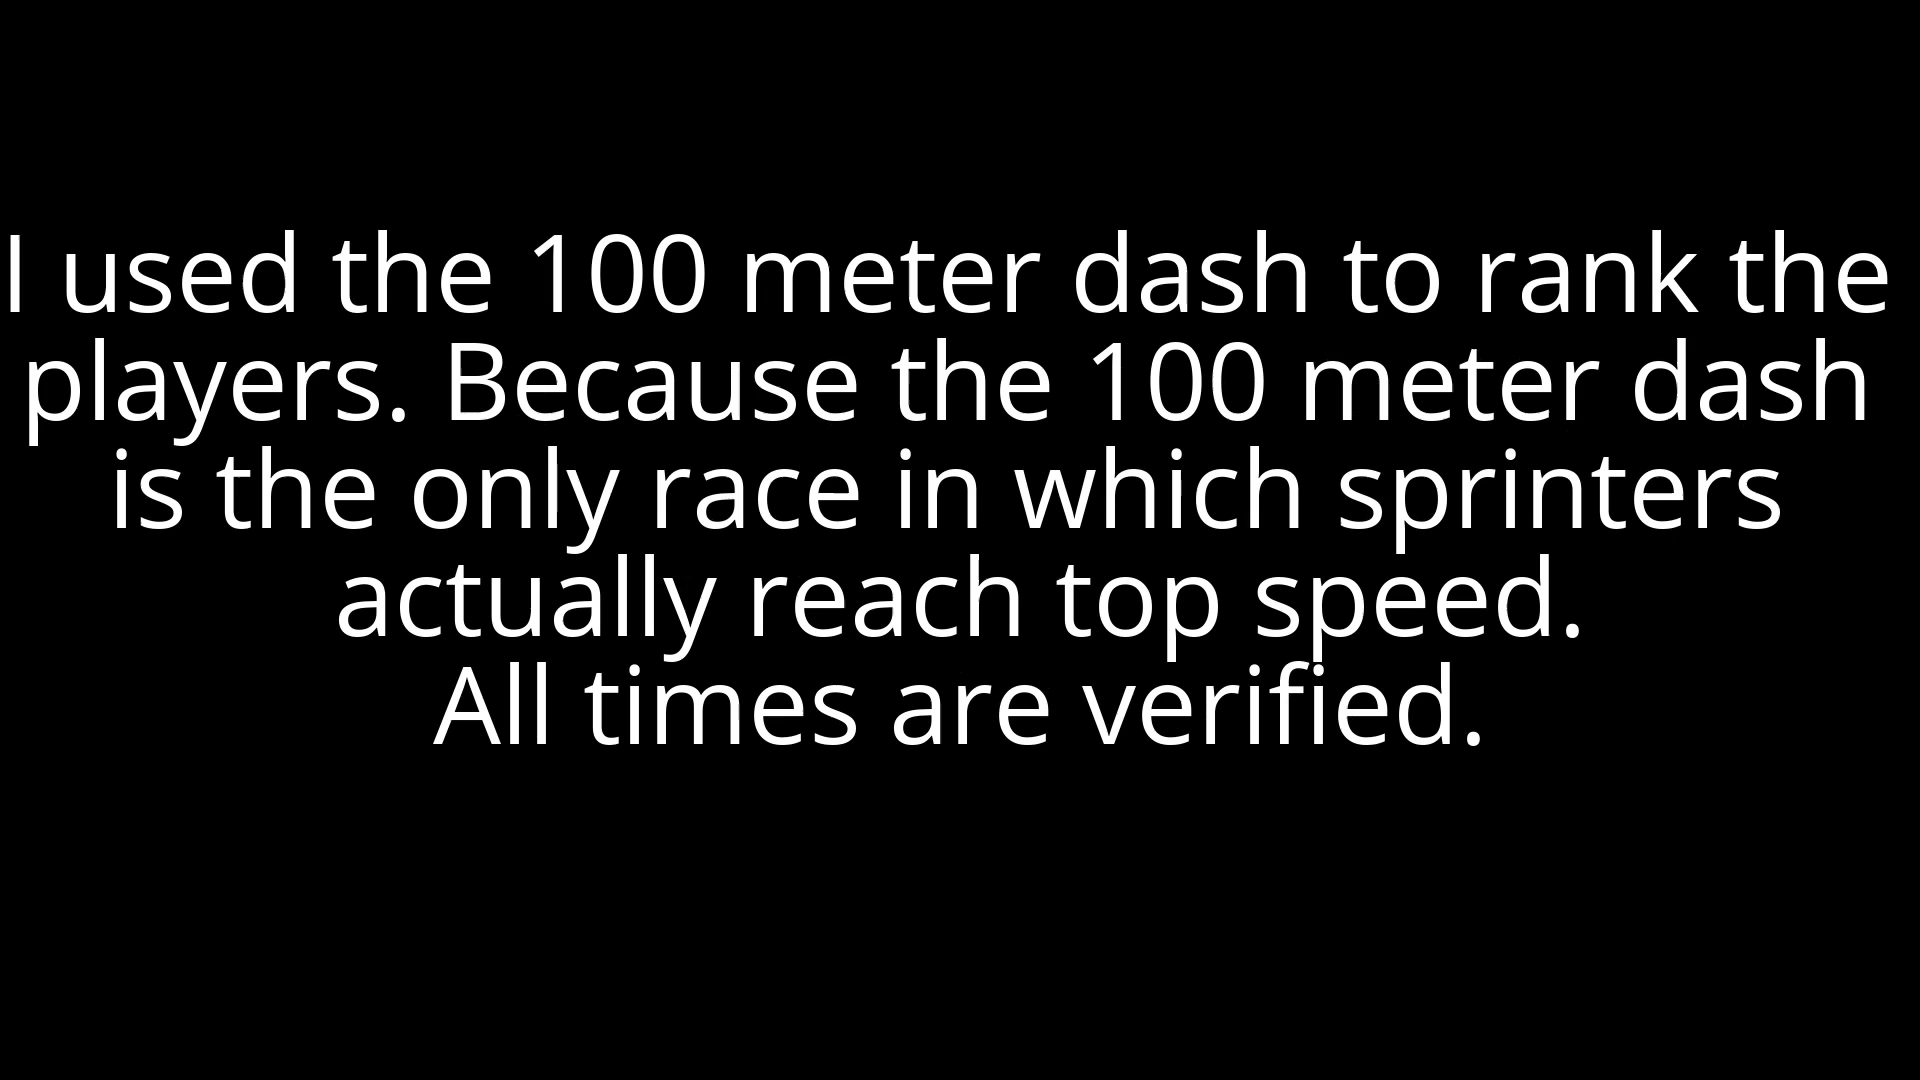 I used the 100 meter dash to rank the
players. Because the 100 meter dash
is the only race in which sprinters
actually reach top speed.
All times are verified.